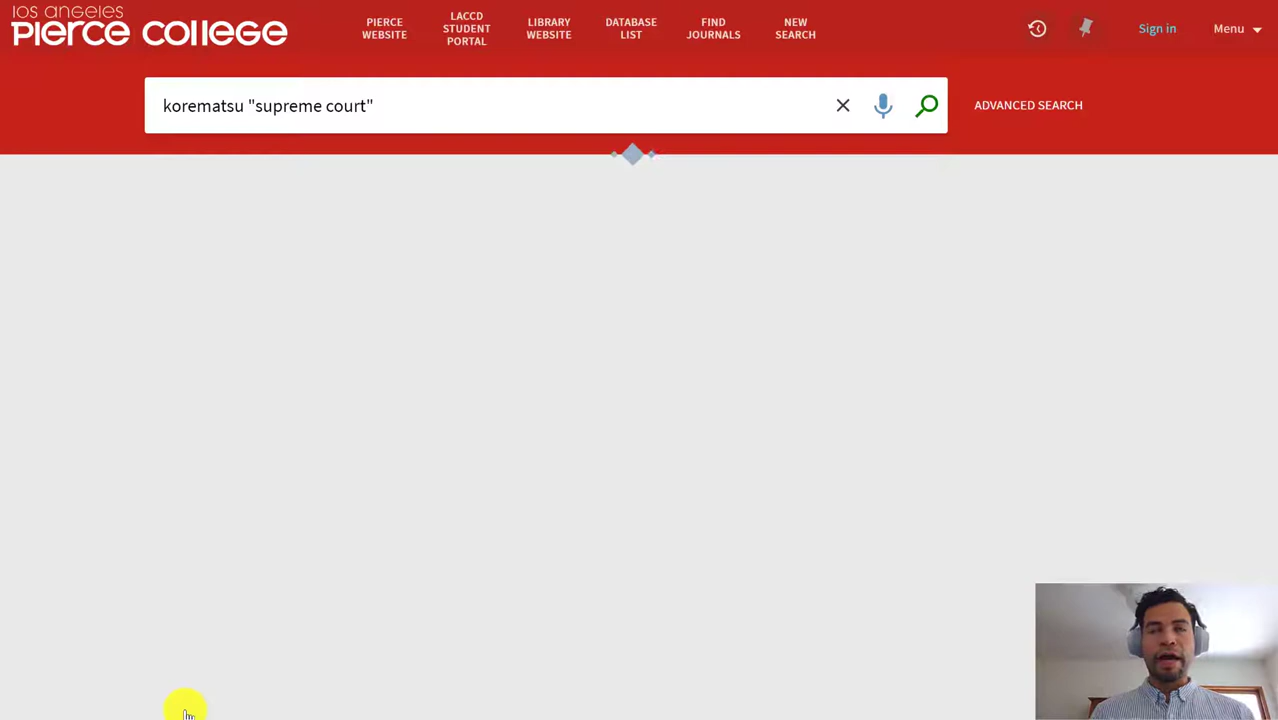 los angeles
PIERCE COLLEGE
PIERCE
WEBSITE
LACCD
STUDENT
PORTAL
LIBRARY
WEBSITE
DATABASE
LIST
FIND
JOURNALS
NEW
SEARCH
Sign in
Menu
korematsu "supreme court"
ADVANCED SEARCH